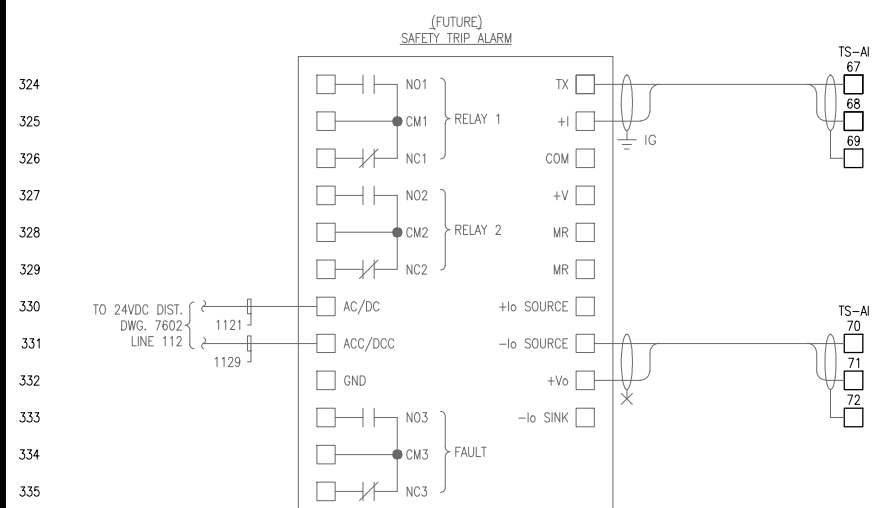 (FUTURE)
SAFETY TRIP ALARM
TS-AI
67
324 NO1 TX
68
325 CM1 RELAY 1 +I
69
326 NC1 COM IG
327 NO2 +V
328 CM2 RELAY 2 MR
329 NC2 MR
330 AC/DC +Io SOURCE
TO 24VDC DIST.
DWG. 7602
LINE 112
1121
TS-AI
70
331 ACC/DCC -Io SOURCE
1129
71
332 GND +Vo
72
333 NO3 -Io SINK
334 CM3 FAULT
335 NC3